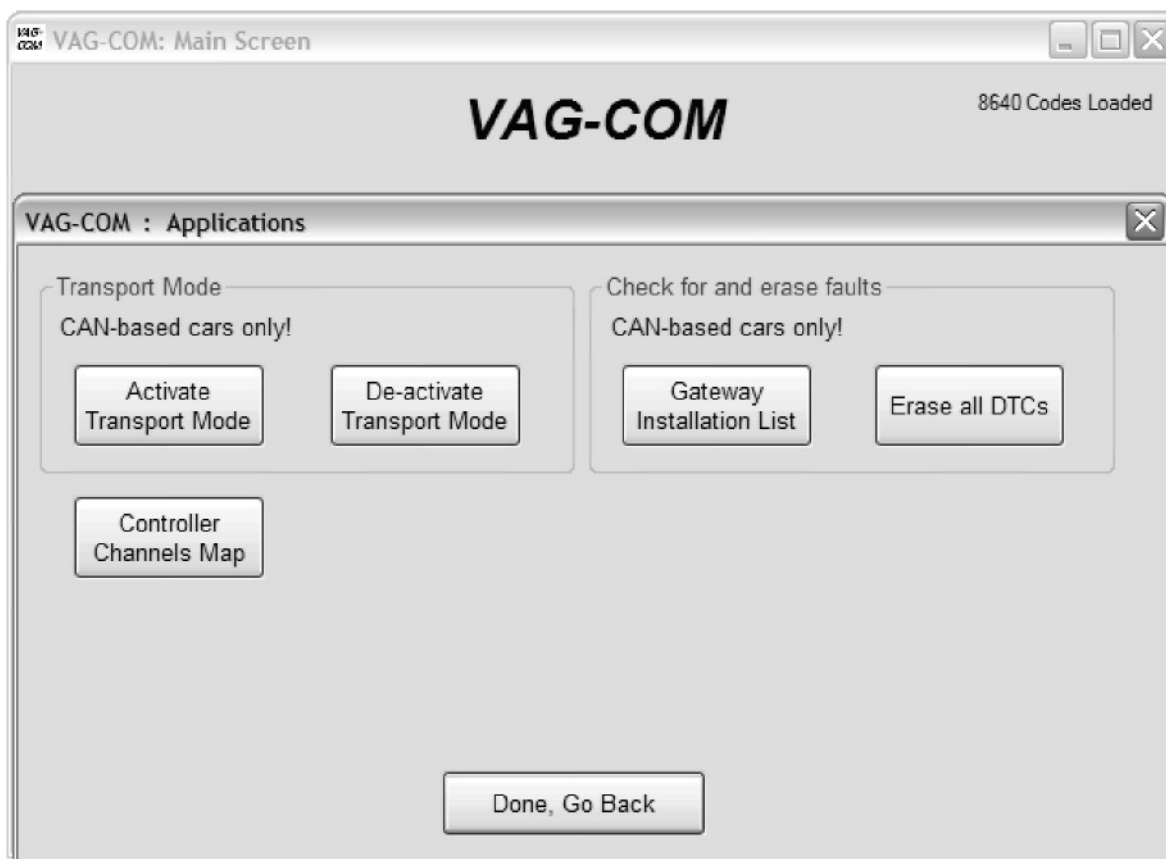 VAG-COM
VAG-COM: Main Screen
VAG-COM
8640 Codes Loaded
VAG-COM : Applications
Transport Mode
CAN-based cars only!
Activate
Transport Mode
De-activate
Transport Mode
Check for and erase faults
CAN-based cars only!
Gateway
Installation List
Erase all DTCs
Controller
Channels Map
Done, Go Back